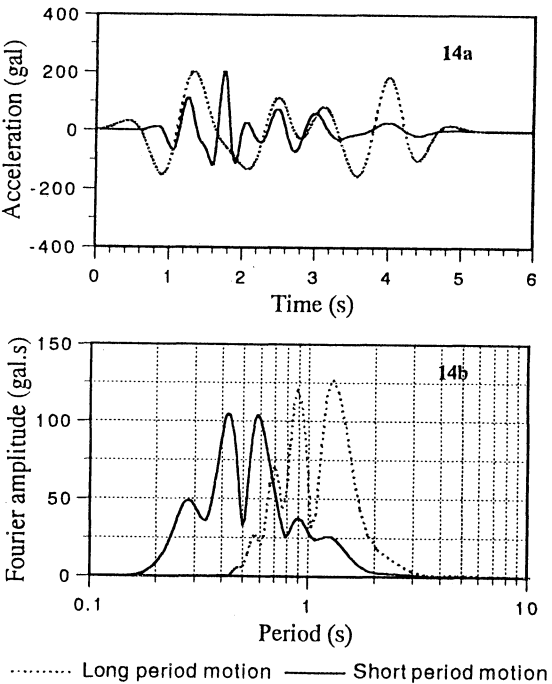 400
200
0
-200
-400
Acceleration (gal)
14a
0 1 2 3 4 5 6
Time (s)
150
100
50
0
Fourier amplitude (gal.s)
14b
0.1 1 10
Period (s)
Long period motion Short period motion